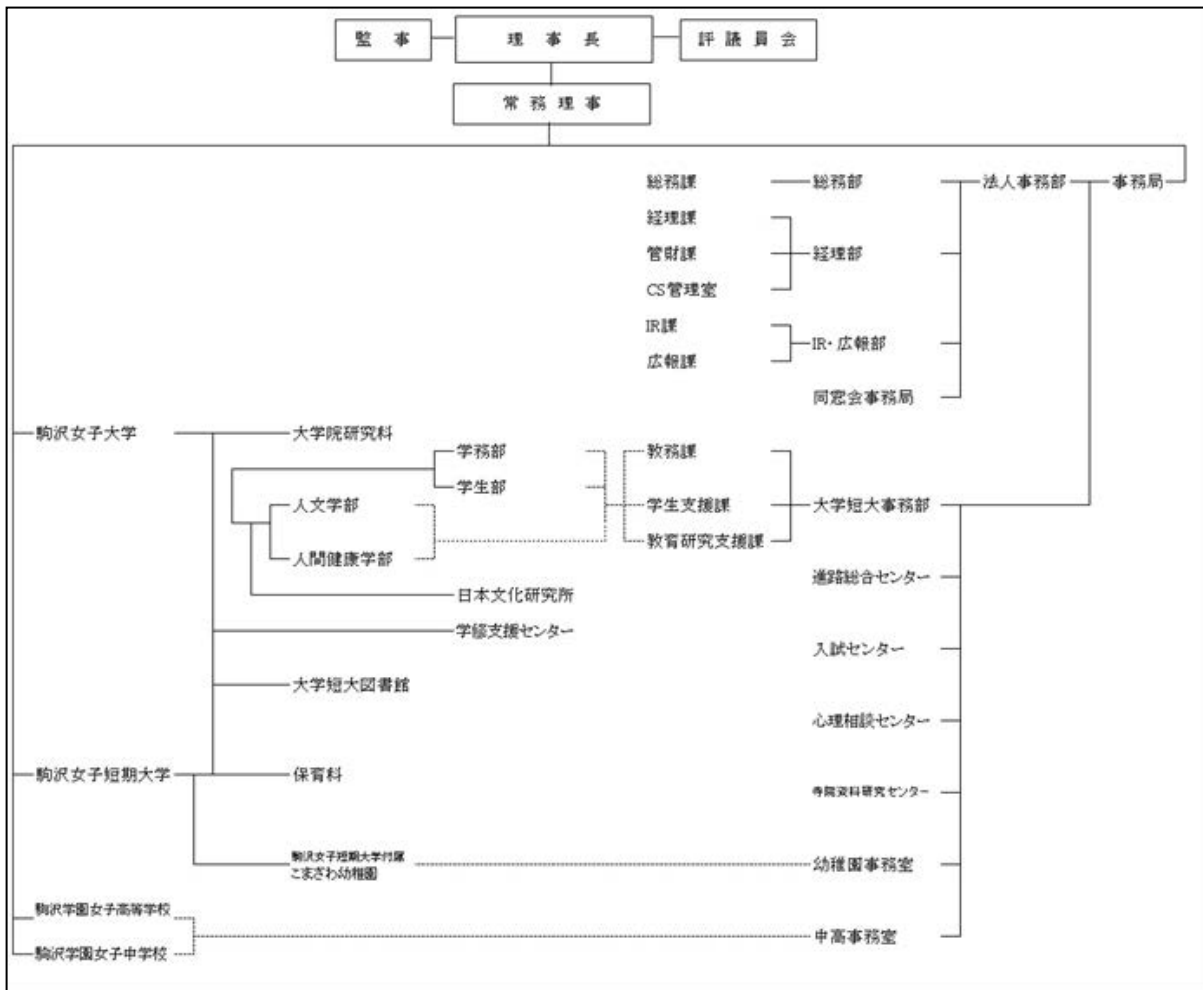 監事 理事長 評議員会
常務理事
総務課 総務部 法人事務部 事務局
経理課
管財課 経理部
CS管理室
IR課
IR・広報部
広報課
同窓会事務局
駒沢女子大学 大学院研究科
学務部 教務課
学生部
人文学部 学生支援課 大学短大事務部
人間健康学部 教育研究支援課
進路総合センター
日本文化研究所
学修支援センター
入試センター
大学短大図書館
心理相談センター
駒沢女子短期大学 保育科
寺院資料研究センター
駒沢女子短期大学付属
こまざわ幼稚園 幼稚園事務室
駒沢学園女子高等学校
中高事務室
駒沢学園女子中学校